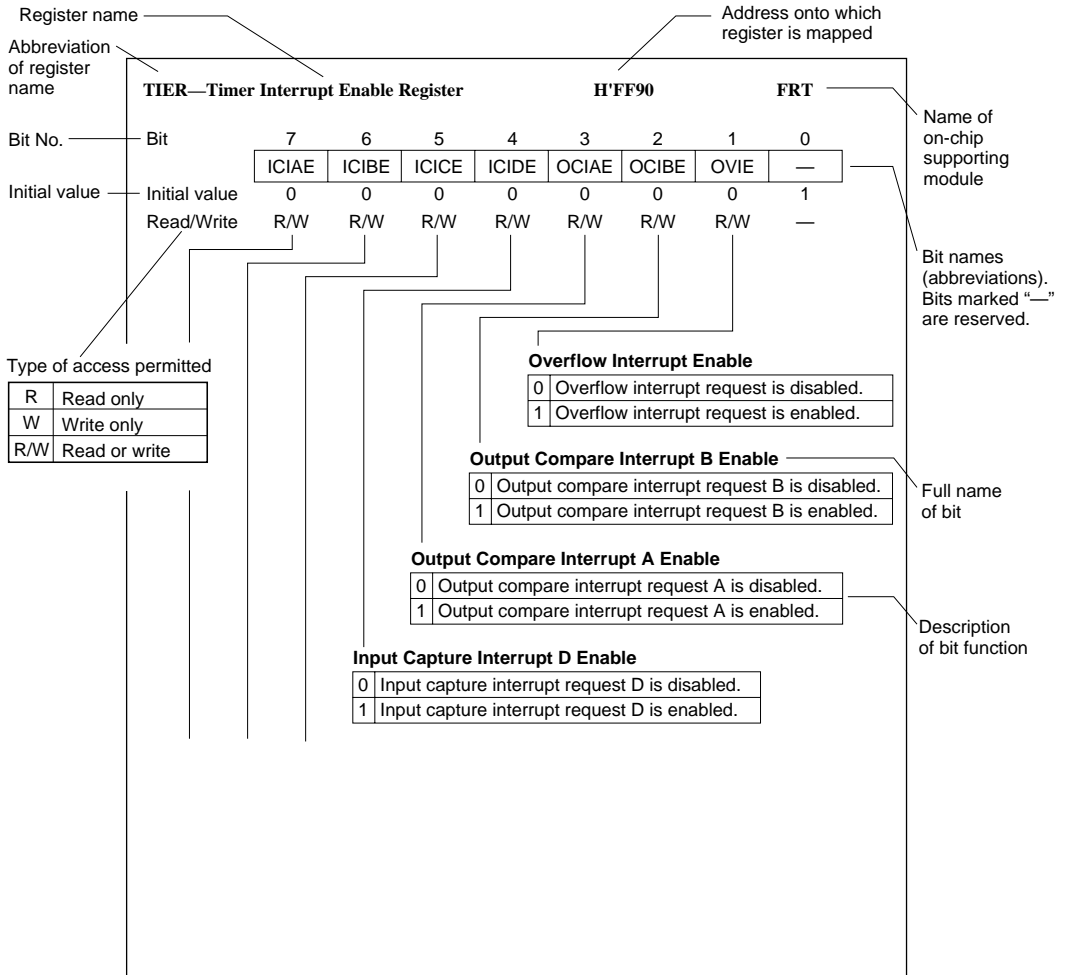 Register name
Address onto which
register is mapped
Abbreviation
of register
name
TIER—Timer Interrupt Enable Register H'FF90 FRT
Name of
on-chip
supporting
module
Bit No. Bit 7 6 5 4 3 2 1 0
ICIAE ICIBE ICICE ICIDE OCIAE OCIBE OVIE —
Initial value Initial value 0 0 0 0 0 0 0 1
Read/Write R/W R/W R/W R/W R/W R/W R/W —
Bit names
(abbreviations).
Bits marked “—”
are reserved.
Type of access permitted
R Read only
W Write only
R/W Read or write
Overflow Interrupt Enable
0 Overflow interrupt request is disabled.
1 Overflow interrupt request is enabled.
Output Compare Interrupt B Enable
0 Output compare interrupt request B is disabled.
1 Output compare interrupt request B is enabled.
Full name
of bit
Output Compare Interrupt A Enable
0 Output compare interrupt request A is disabled.
1 Output compare interrupt request A is enabled.
Description
of bit function
Input Capture Interrupt D Enable
0 Input capture interrupt request D is disabled.
1 Input capture interrupt request D is enabled.